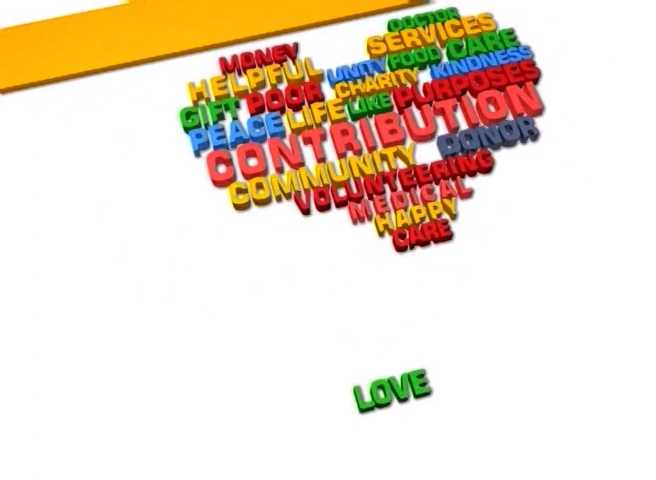 DOCTOR
SERVICES
MONEY
UNITY FOOD CARE
HELPFUL CHARITY KINDNESS
GIFT POOR LIFE LIKE PURPOSES
PEACE CONTRIBUTION
COMMUNITY DONOR
VOLUNTEERING
MEDICAL
HAPPY
CARE
LOVE